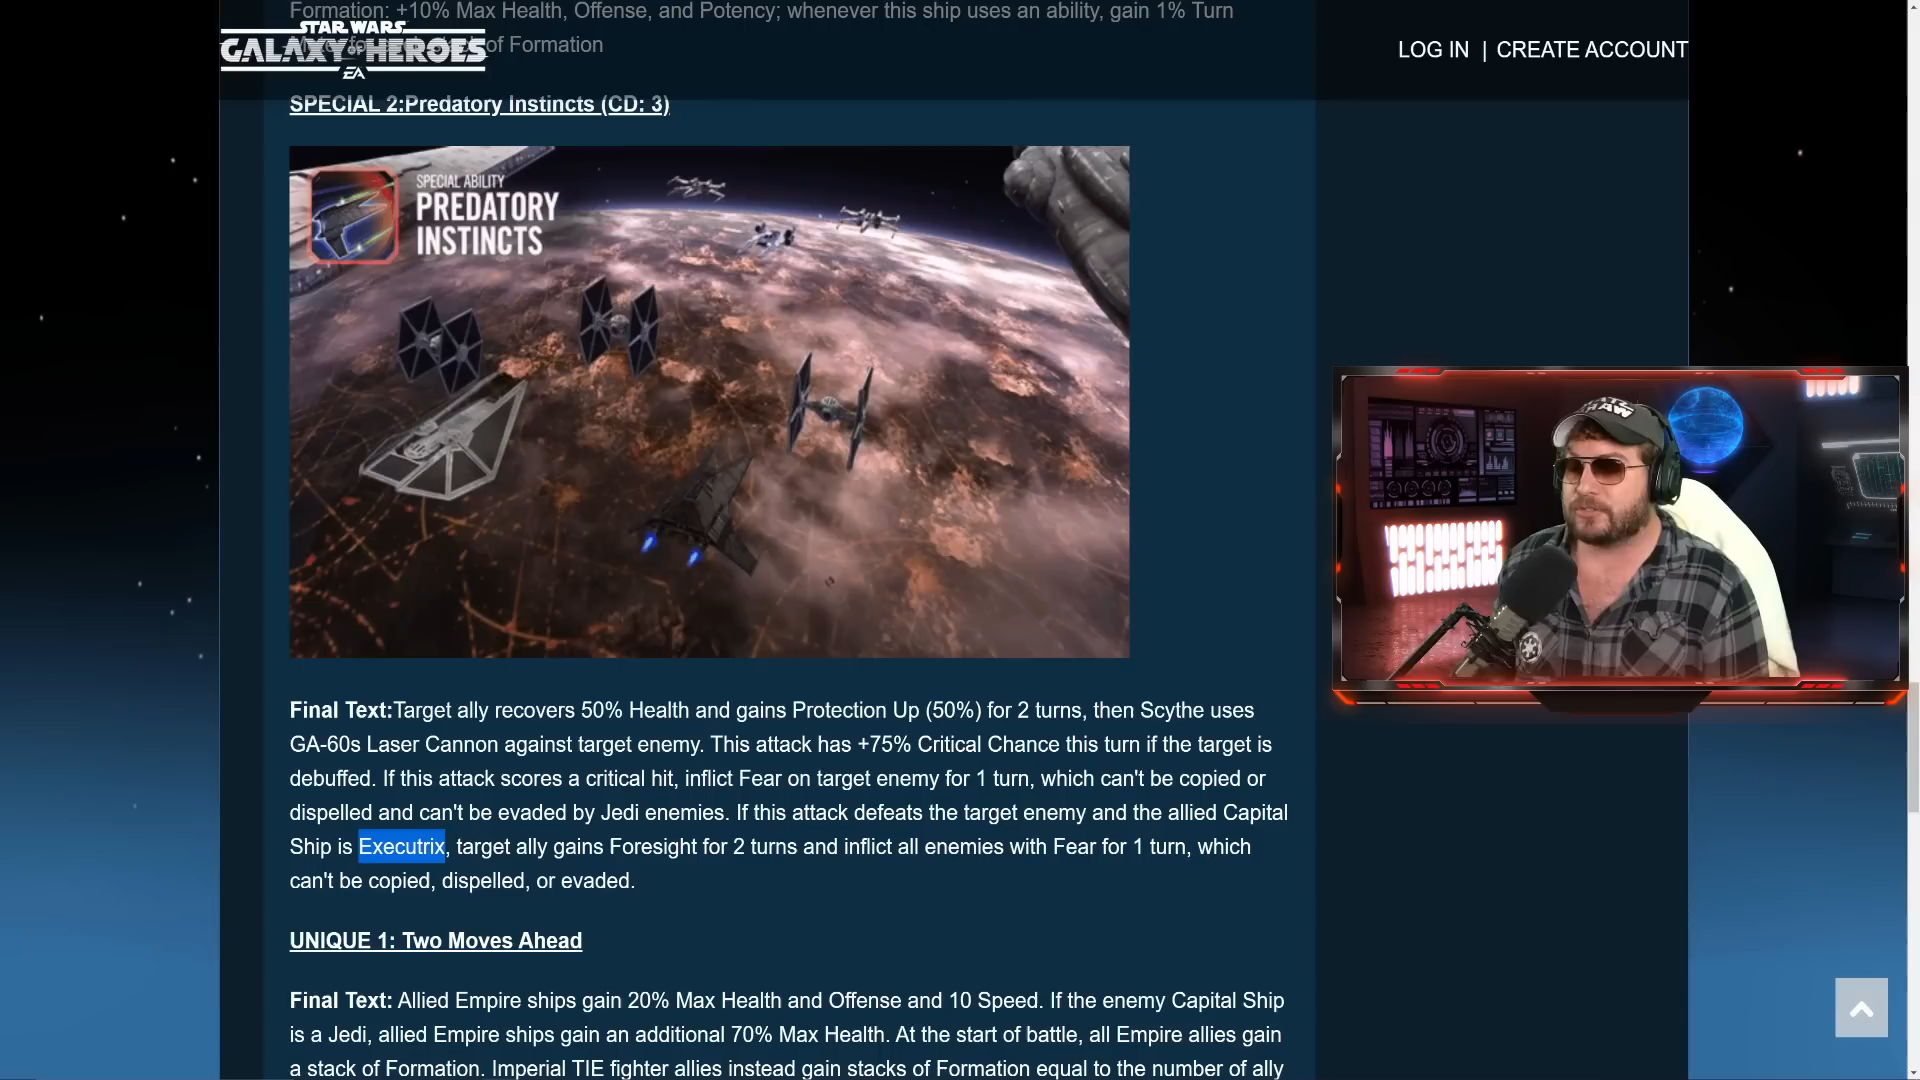 Formation: +10% Max Health, Offense, and Potency; whenever this ship uses an ability, gain 1% Turn
of Formation
STAR WARS
GALAXY OF HEROES
EA
LOG IN | CREATE ACCOUNT
SPECIAL 2:Predatory Instincts (CD: 3)
SPECIAL ABILITY
PREDATORY
INSTINCTS
Final Text:Target ally recovers 50% Health and gains Protection Up (50%) for 2 turns, then Scythe uses
GA-60s Laser Cannon against target enemy. This attack has +75% Critical Chance this turn if the target is
debuffed. If this attack scores a critical hit, inflict Fear on target enemy for 1 turn, which can't be copied or
dispelled and can't be evaded by Jedi enemies. If this attack defeats the target enemy and the allied Capital
Ship is Executrix, target ally gains Foresight for 2 turns and inflict all enemies with Fear for 1 turn, which
can't be copied, dispelled, or evaded.
UNIQUE 1: Two Moves Ahead
Final Text: Allied Empire ships gain 20% Max Health and Offense and 10 Speed. If the enemy Capital Ship
is a Jedi, allied Empire ships gain an additional 70% Max Health. At the start of battle, all Empire allies gain
a stack of Formation. Imperial TIE fighter allies instead gain stacks of Formation equal to the number of ally